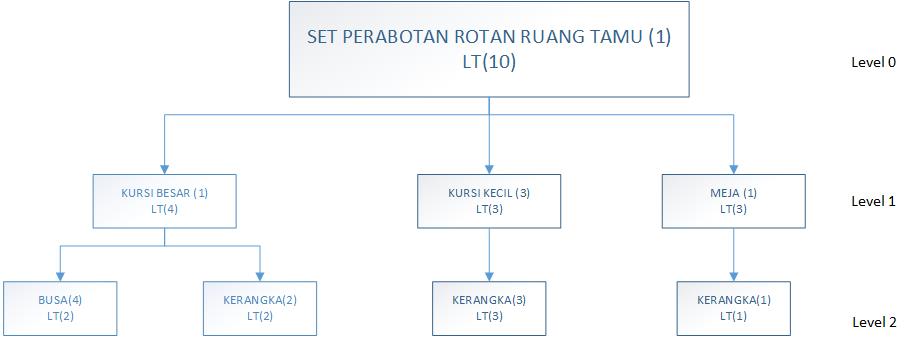 SET PERABOTAN ROTAN RUANG TAMU (1)
LT(10)
Level 0
KURSI BESAR (1)
LT(4)
KURSI KECIL (3)
LT(3)
MEJA (1)
LT(3)
Level 1
BUSA(4)
LT(2)
KERANGKA(2)
LT(2)
KERANGKA(3)
LT(3)
KERANGKA(1)
LT(1)
Level 2